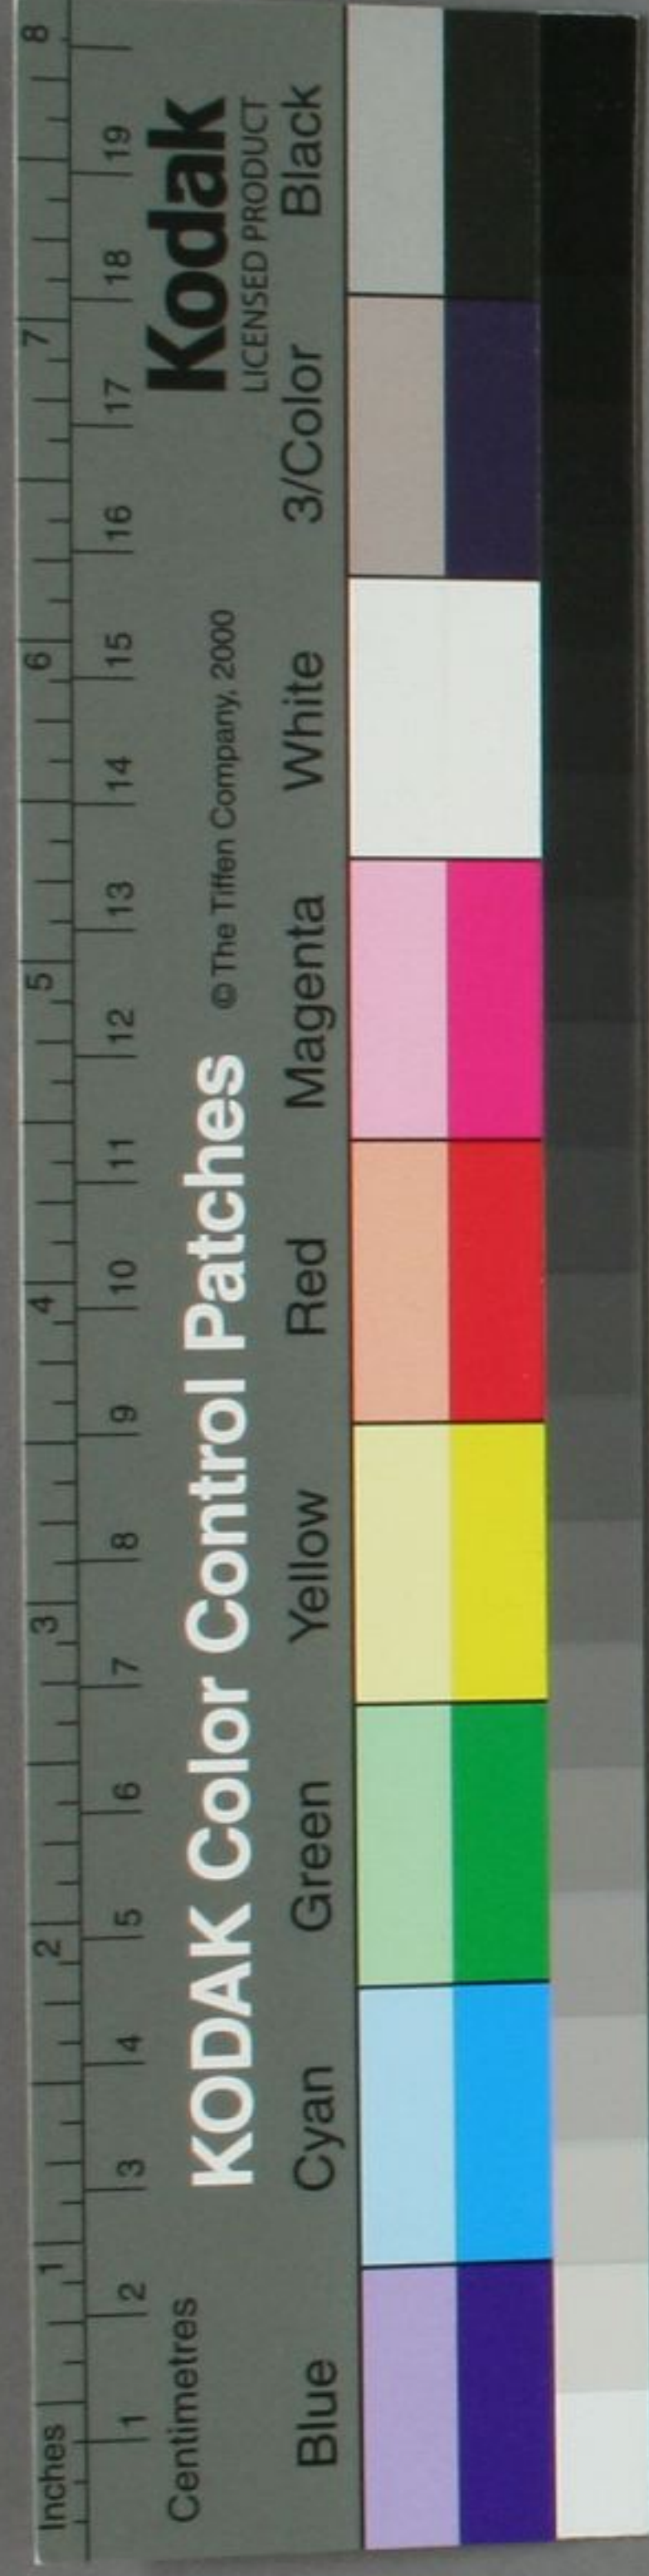 Inches 1 2 3 4 5 6 7 8
1 2 3 4 5 6 7 8 9 10 11 12 13 14 15 16 17 18 19
Centimetres
KODAK Color Control Patches © The Tiffen Company, 2000 Kodak
LICENSED PRODUCT
Blue Cyan Green Yellow Red Magenta White 3/Color Black